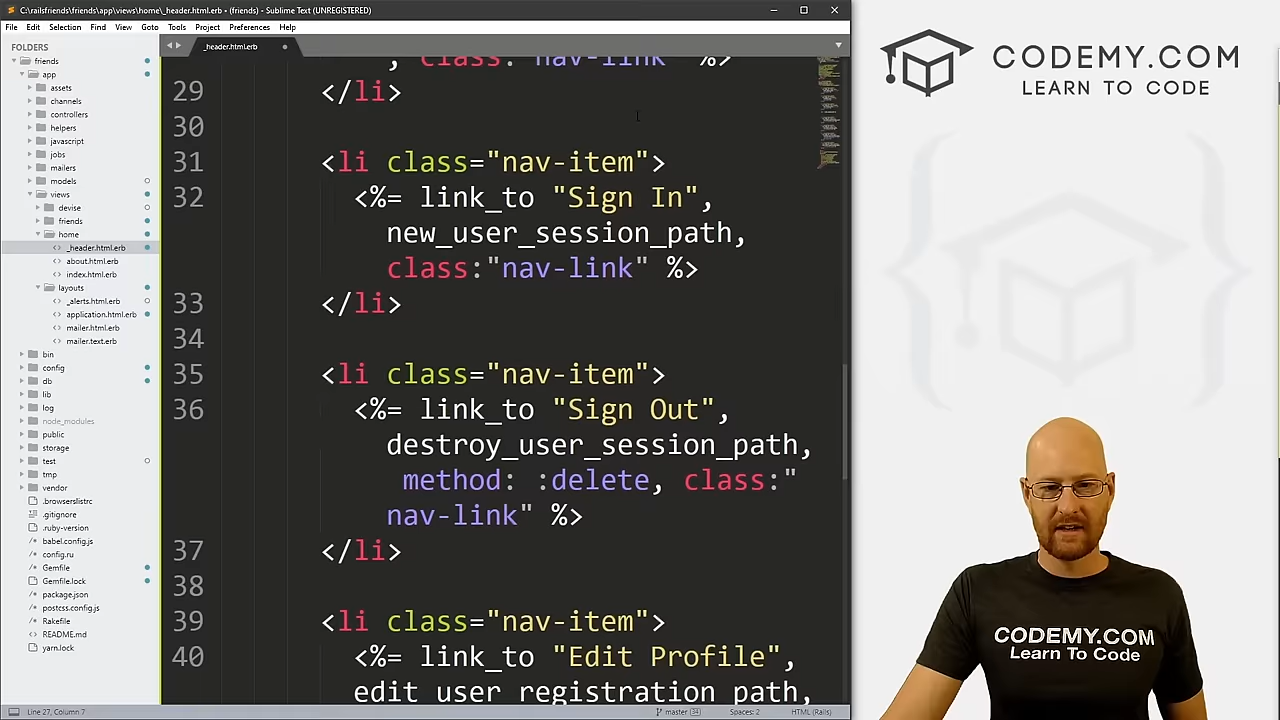 C:\railsfriends\friends\app\views\home\_header.html.erb • (friends) - Sublime Text (UNREGISTERED)
File Edit Selection Find View Goto Tools Project Preferences Help
FOLDERS
friends
app
assets
channels
controllers
helpers
javascript
jobs
mailers
models
views
devise
friends
home
_header.html.erb
about.html.erb
index.html.erb
layouts
_alerts.html.erb
application.html.erb
mailer.html.erb
mailer.text.erb
bin
config
db
lib
log
node_modules
public
storage
test
tmp
vendor
.browserslistrc
.gitignore
.ruby-version
babel.config.js
config.ru
Gemfile
Gemfile.lock
package.json
postcss.config.js
Rakefile
README.md
yarn.lock
_header.html.erb
, class:"nav-link" %>
29 </li>
30
31 <li class="nav-item">
32 <%= link_to "Sign In",
new_user_session_path,
class:"nav-link" %>
33 </li>
34
35 <li class="nav-item">
36 <%= link_to "Sign Out",
destroy_user_session_path,
method: :delete, class:"
nav-link" %>
37 </li>
38
39 <li class="nav-item">
40 <%= link_to "Edit Profile",
edit_user_registration_path,
Line 27, Column 7
master 34
Spaces: 2
HTML (Rails)
CODEMY.COM
LEARN TO CODE
CODEMY.COM
Learn To Code